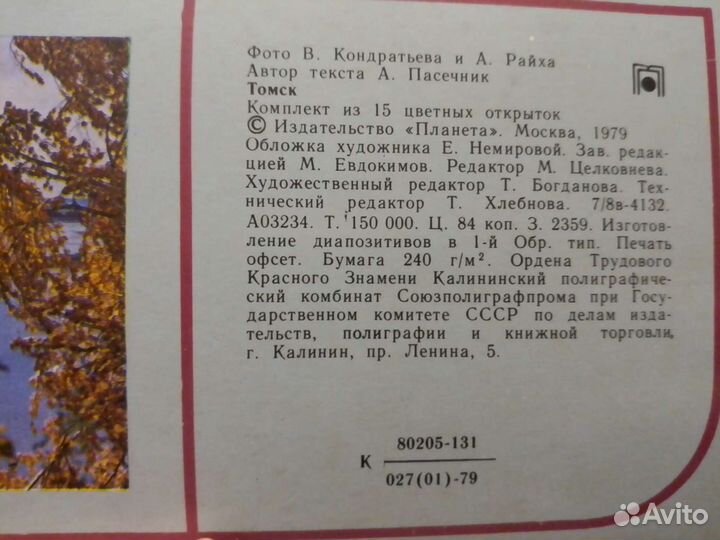 Фото В. Кондратьева и А. Райха
Автор текста А. Пасечник
Томск
Комплект из 15 цветных открыток
© Издательство «Планета». Москва, 1979
Обложка художника Е. Немировой. Зав. редак-
цией М. Евдокимов. Редактор М. Целковнева.
Художественный редактор Т. Богданова. Тех-
нический редактор Т. Хлебнова. 7/8в-4132.
А03234. Т. 150 000. Ц. 84 коп. З. 2359. Изготов-
ление диапозитивов в 1-й Обр. тип. Печать
офсет. Бумага 240 г/м². Ордена Трудового
Красного Знамени Калининский полиграфиче-
ский комбинат Союзполиграфпрома при Госу-
дарственном комитете СССР по делам изда-
тельств, полиграфии и книжной торговли,
г. Калинин, пр. Ленина, 5.
К 80205-131
027(01)-79
Avito